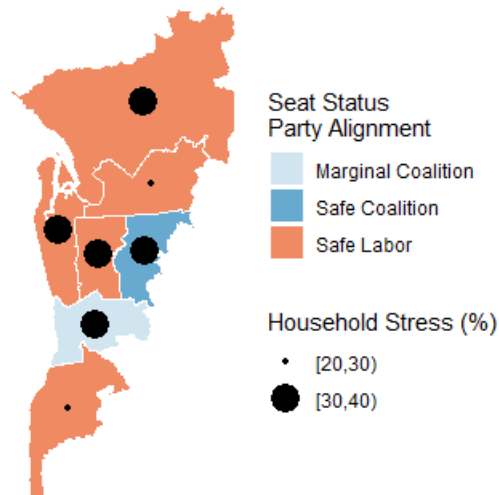 Seat Status
Party Alignment
Marginal Coalition
Safe Coalition
Safe Labor
Household Stress (%)
[20,30)
[30,40)